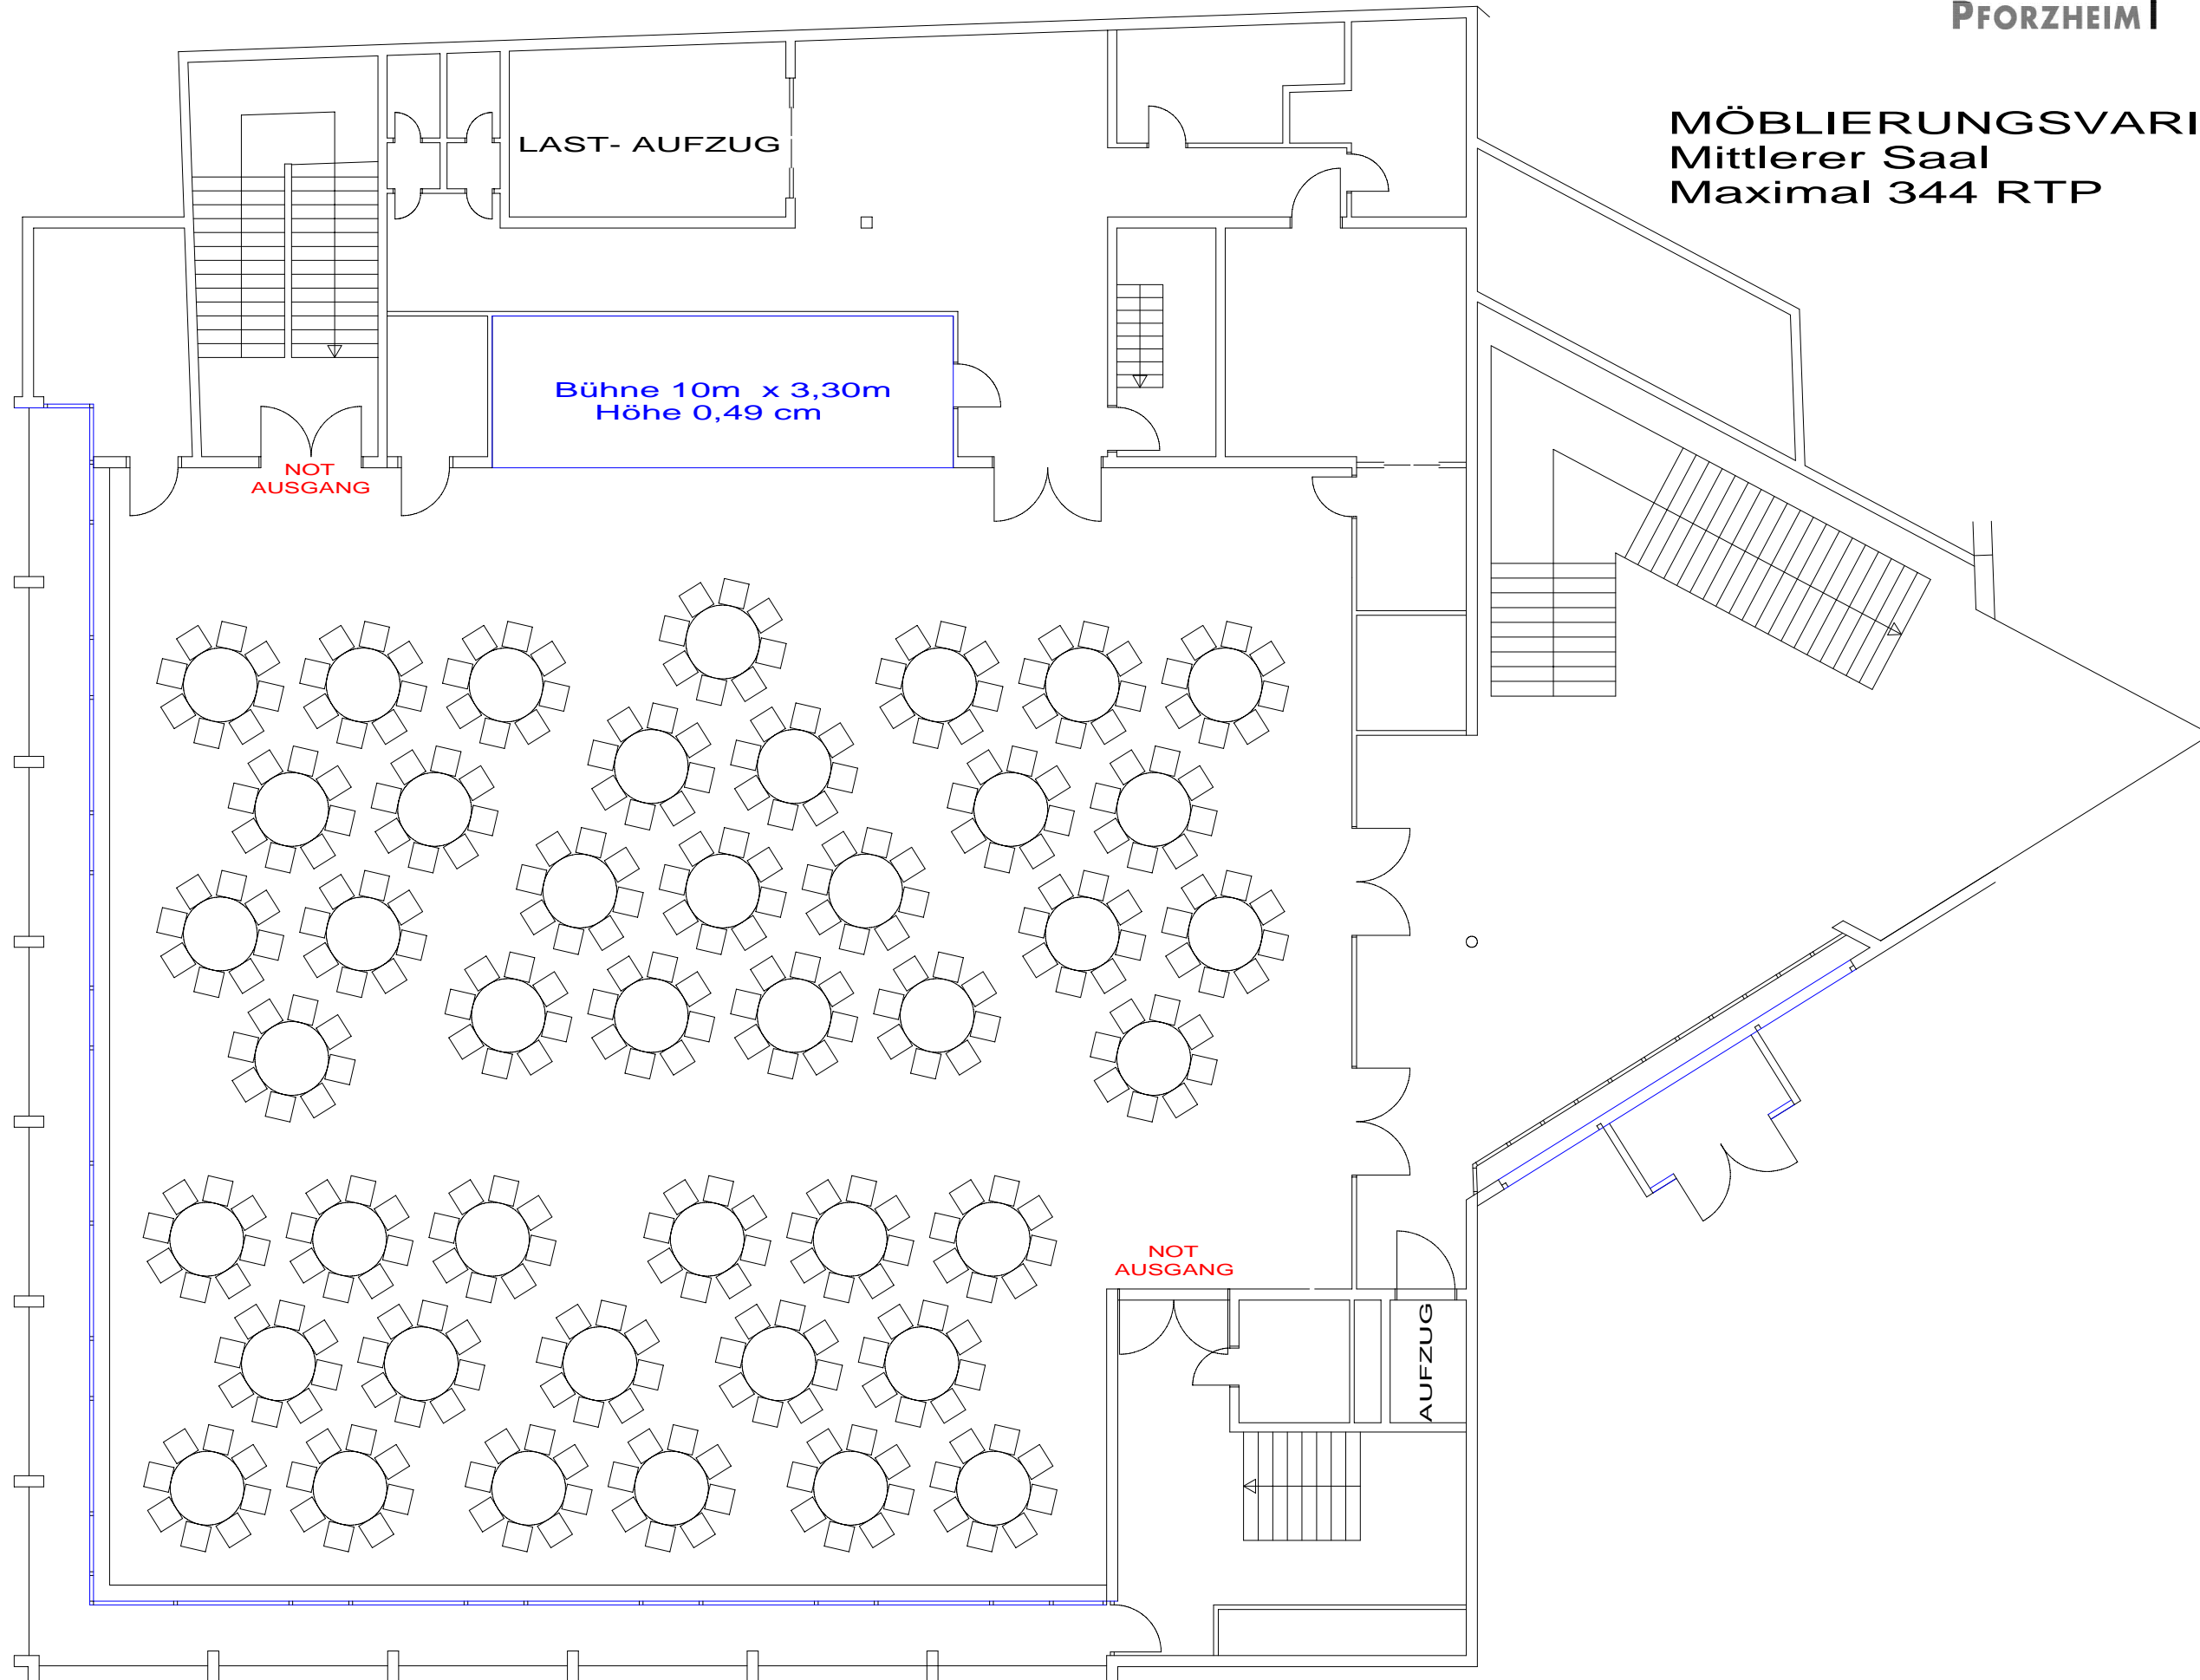 PFORZHEIM
MÖBLIERUNGSVARI
Mittlerer Saal
Maximal 344 RTP
LAST- AUFZUG
Bühne 10m x 3,30m
Höhe 0,49 cm
NOT
AUSGANG
NOT
AUSGANG
AUFZUG